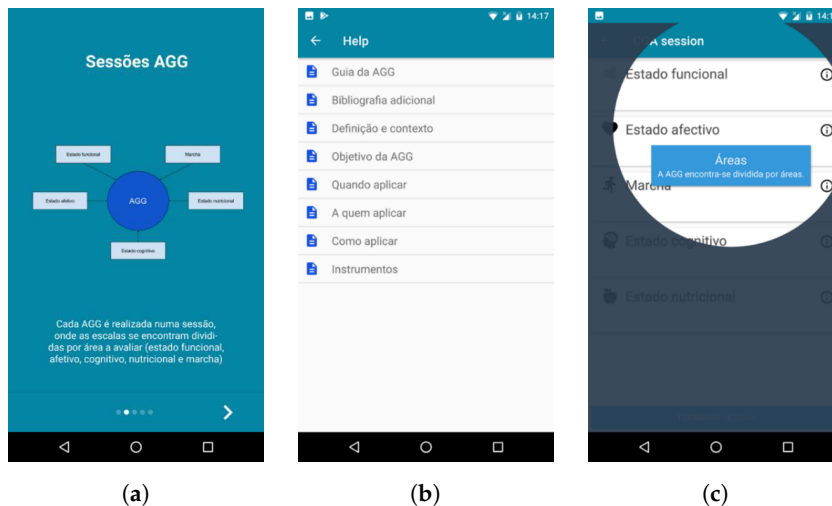 Sessões AGG
Estado funcional
Marcha
Estado afetivo
AGG
Estado nutricional
Estado cognitivo
Cada AGG é realizada numa sessão,
onde as escalas se encontram dividi-
das por área a avaliar (estado funcional,
afetivo, cognitivo, nutricional e marcha)
(a)
14:17
Help
Guia da AGG
Bibliografia adicional
Definição e contexto
Objetivo da AGG
Quando aplicar
A quem aplicar
Como aplicar
Instrumentos
(b)
session
Estado funcional
Estado afectivo
Áreas
A AGG encontra-se dividida por áreas.
Marcha
Estado cognitivo
Estado nutricional
(c)